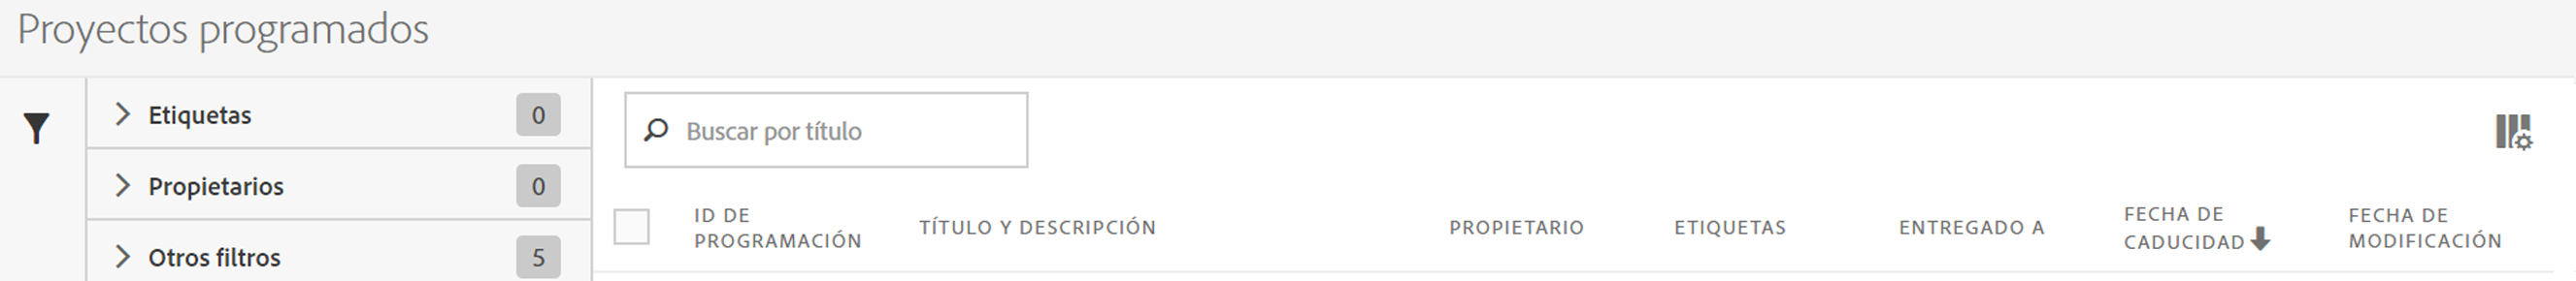 Proyectos programados
Etiquetas 0
Propietarios 0
Otros filtros 5
Buscar por título
ID DE
PROGRAMACIÓN
TÍTULO Y DESCRIPCIÓN
PROPIETARIO
ETIQUETAS
ENTREGADO A
FECHA DE
CADUCIDAD
FECHA DE
MODIFICACIÓN